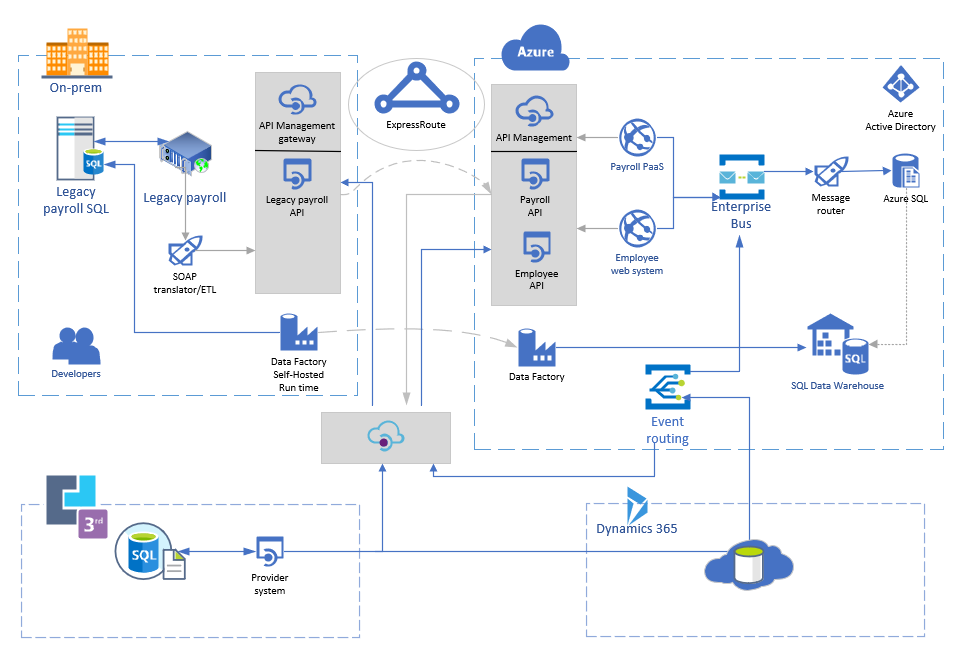 Azure
On-prem
API Management
gateway
ExpressRoute
API Management
Azure
Active Directory
SQL
Legacy
payroll SQL
Legacy payroll
Legacy payroll
API
Payroll
API
Payroll PaaS
Enterprise
Bus
Message
router
Azure SQL
SOAP
translator/ETL
Employee
API
Employee
web system
Developers
Data Factory
Self-Hosted
Run time
Data Factory
SQL
SQL Data Warehouse
Event
routing
3rd
SQL
Provider
system
Dynamics 365